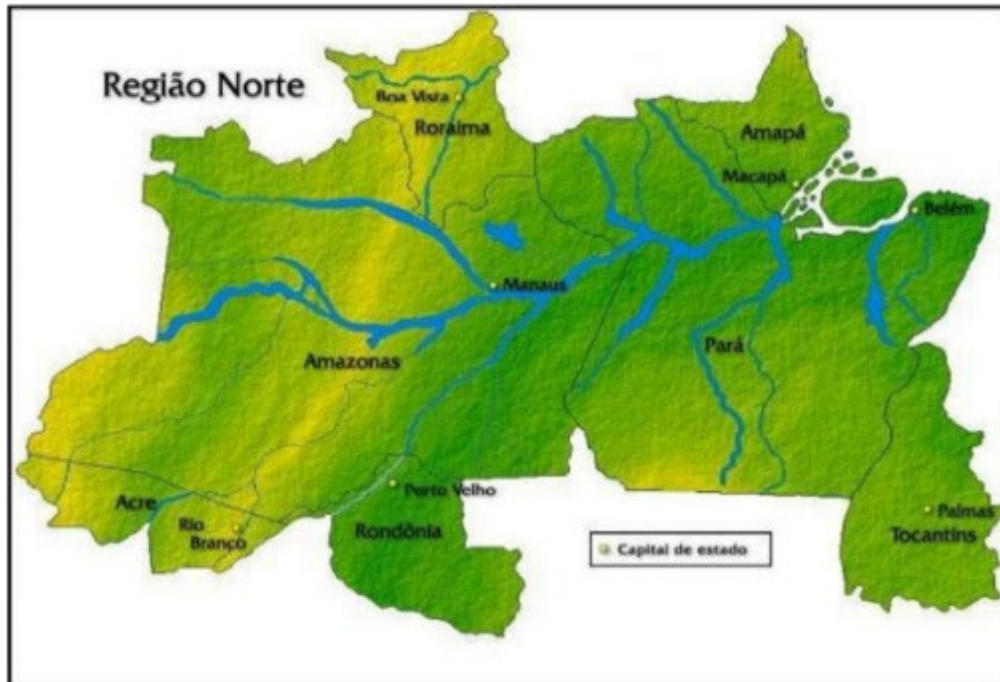 Região Norte
Boa Vista
Roraima
Amapá
Macapá
Belém
Manaus
Amazonas
Pará
Acre
Rio
Branco
Porto Velho
Rondônia
Capital de estado
Palmas
Tocantins